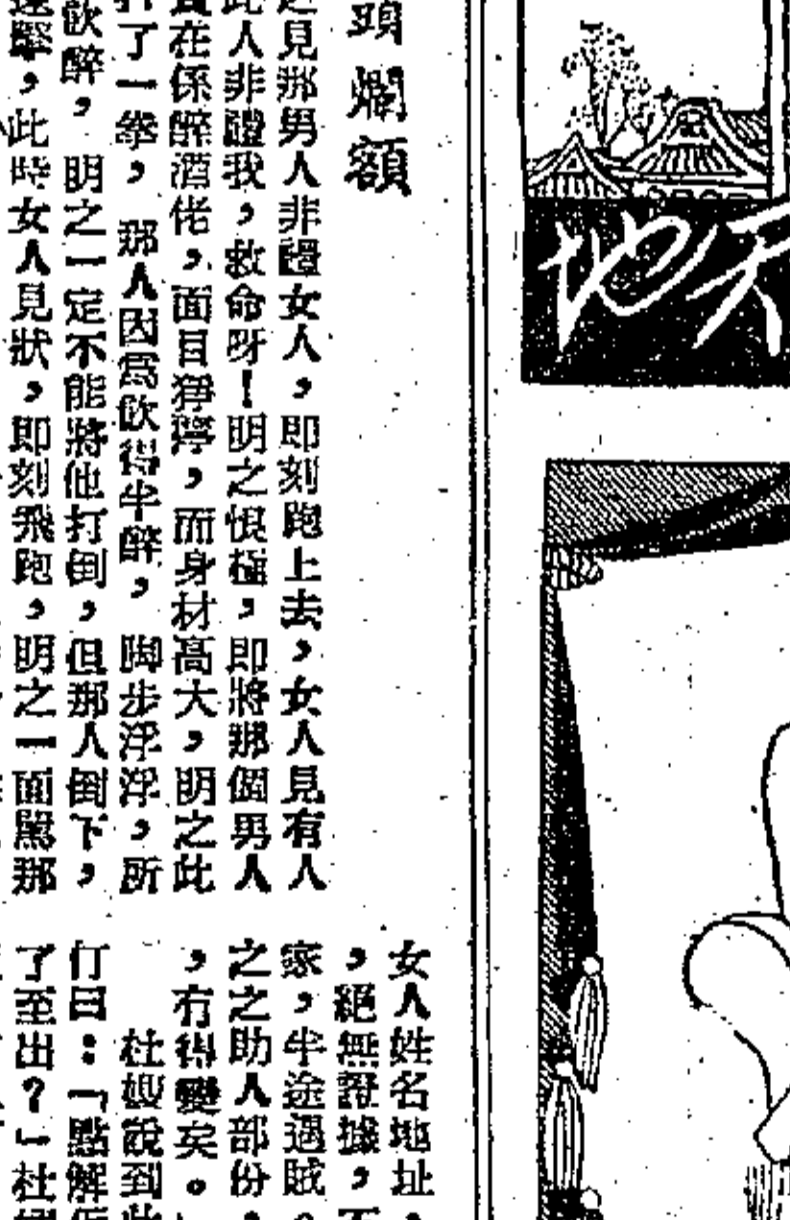 天地
頭爛額
見那男人非禮女人，即刻跑上去，女人見有人
此人非禮我，救命呀！明之恨極，即將那個男人
實在係醉酒佬，面目猙獰，而身材高大，明之此
打了一拳，那人因爲飲得半醉，脚步浮浮，所
飲醉，明之一定不能將他打倒，但那人倒下，
，此時女人見狀，即刻飛跑，明之一面罵那
女人姓名地址，
，絕無證據，不
家，半途遇賊。
之之助人部份，
，冇得變矣。
杜嫂說到此
打曰：「點解
了至出？」杜